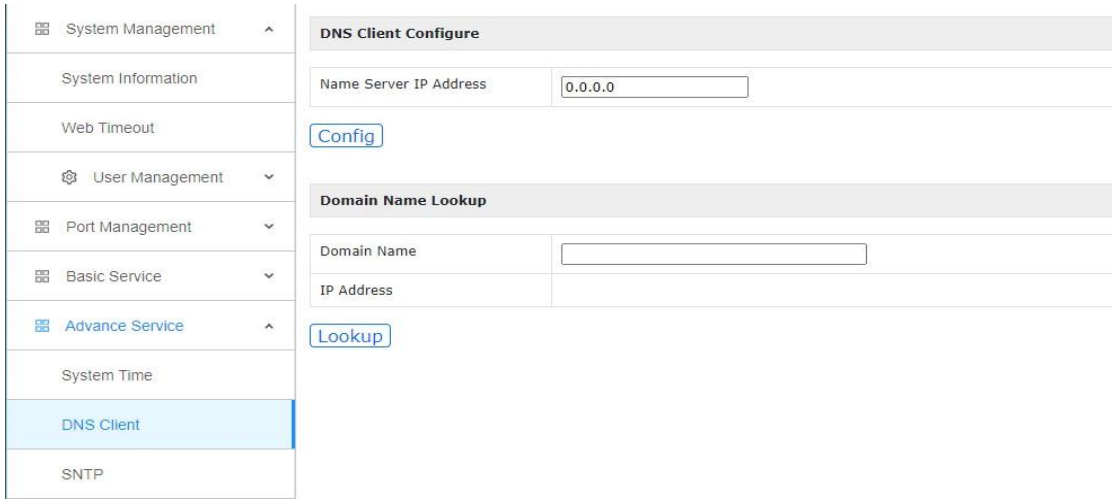 System Management
System Information
Web Timeout
User Management
Port Management
Basic Service
Advance Service
System Time
DNS Client
SNTP
DNS Client Configure
Name Server IP Address 0.0.0.0
Config
Domain Name Lookup
Domain Name
IP Address
Lookup